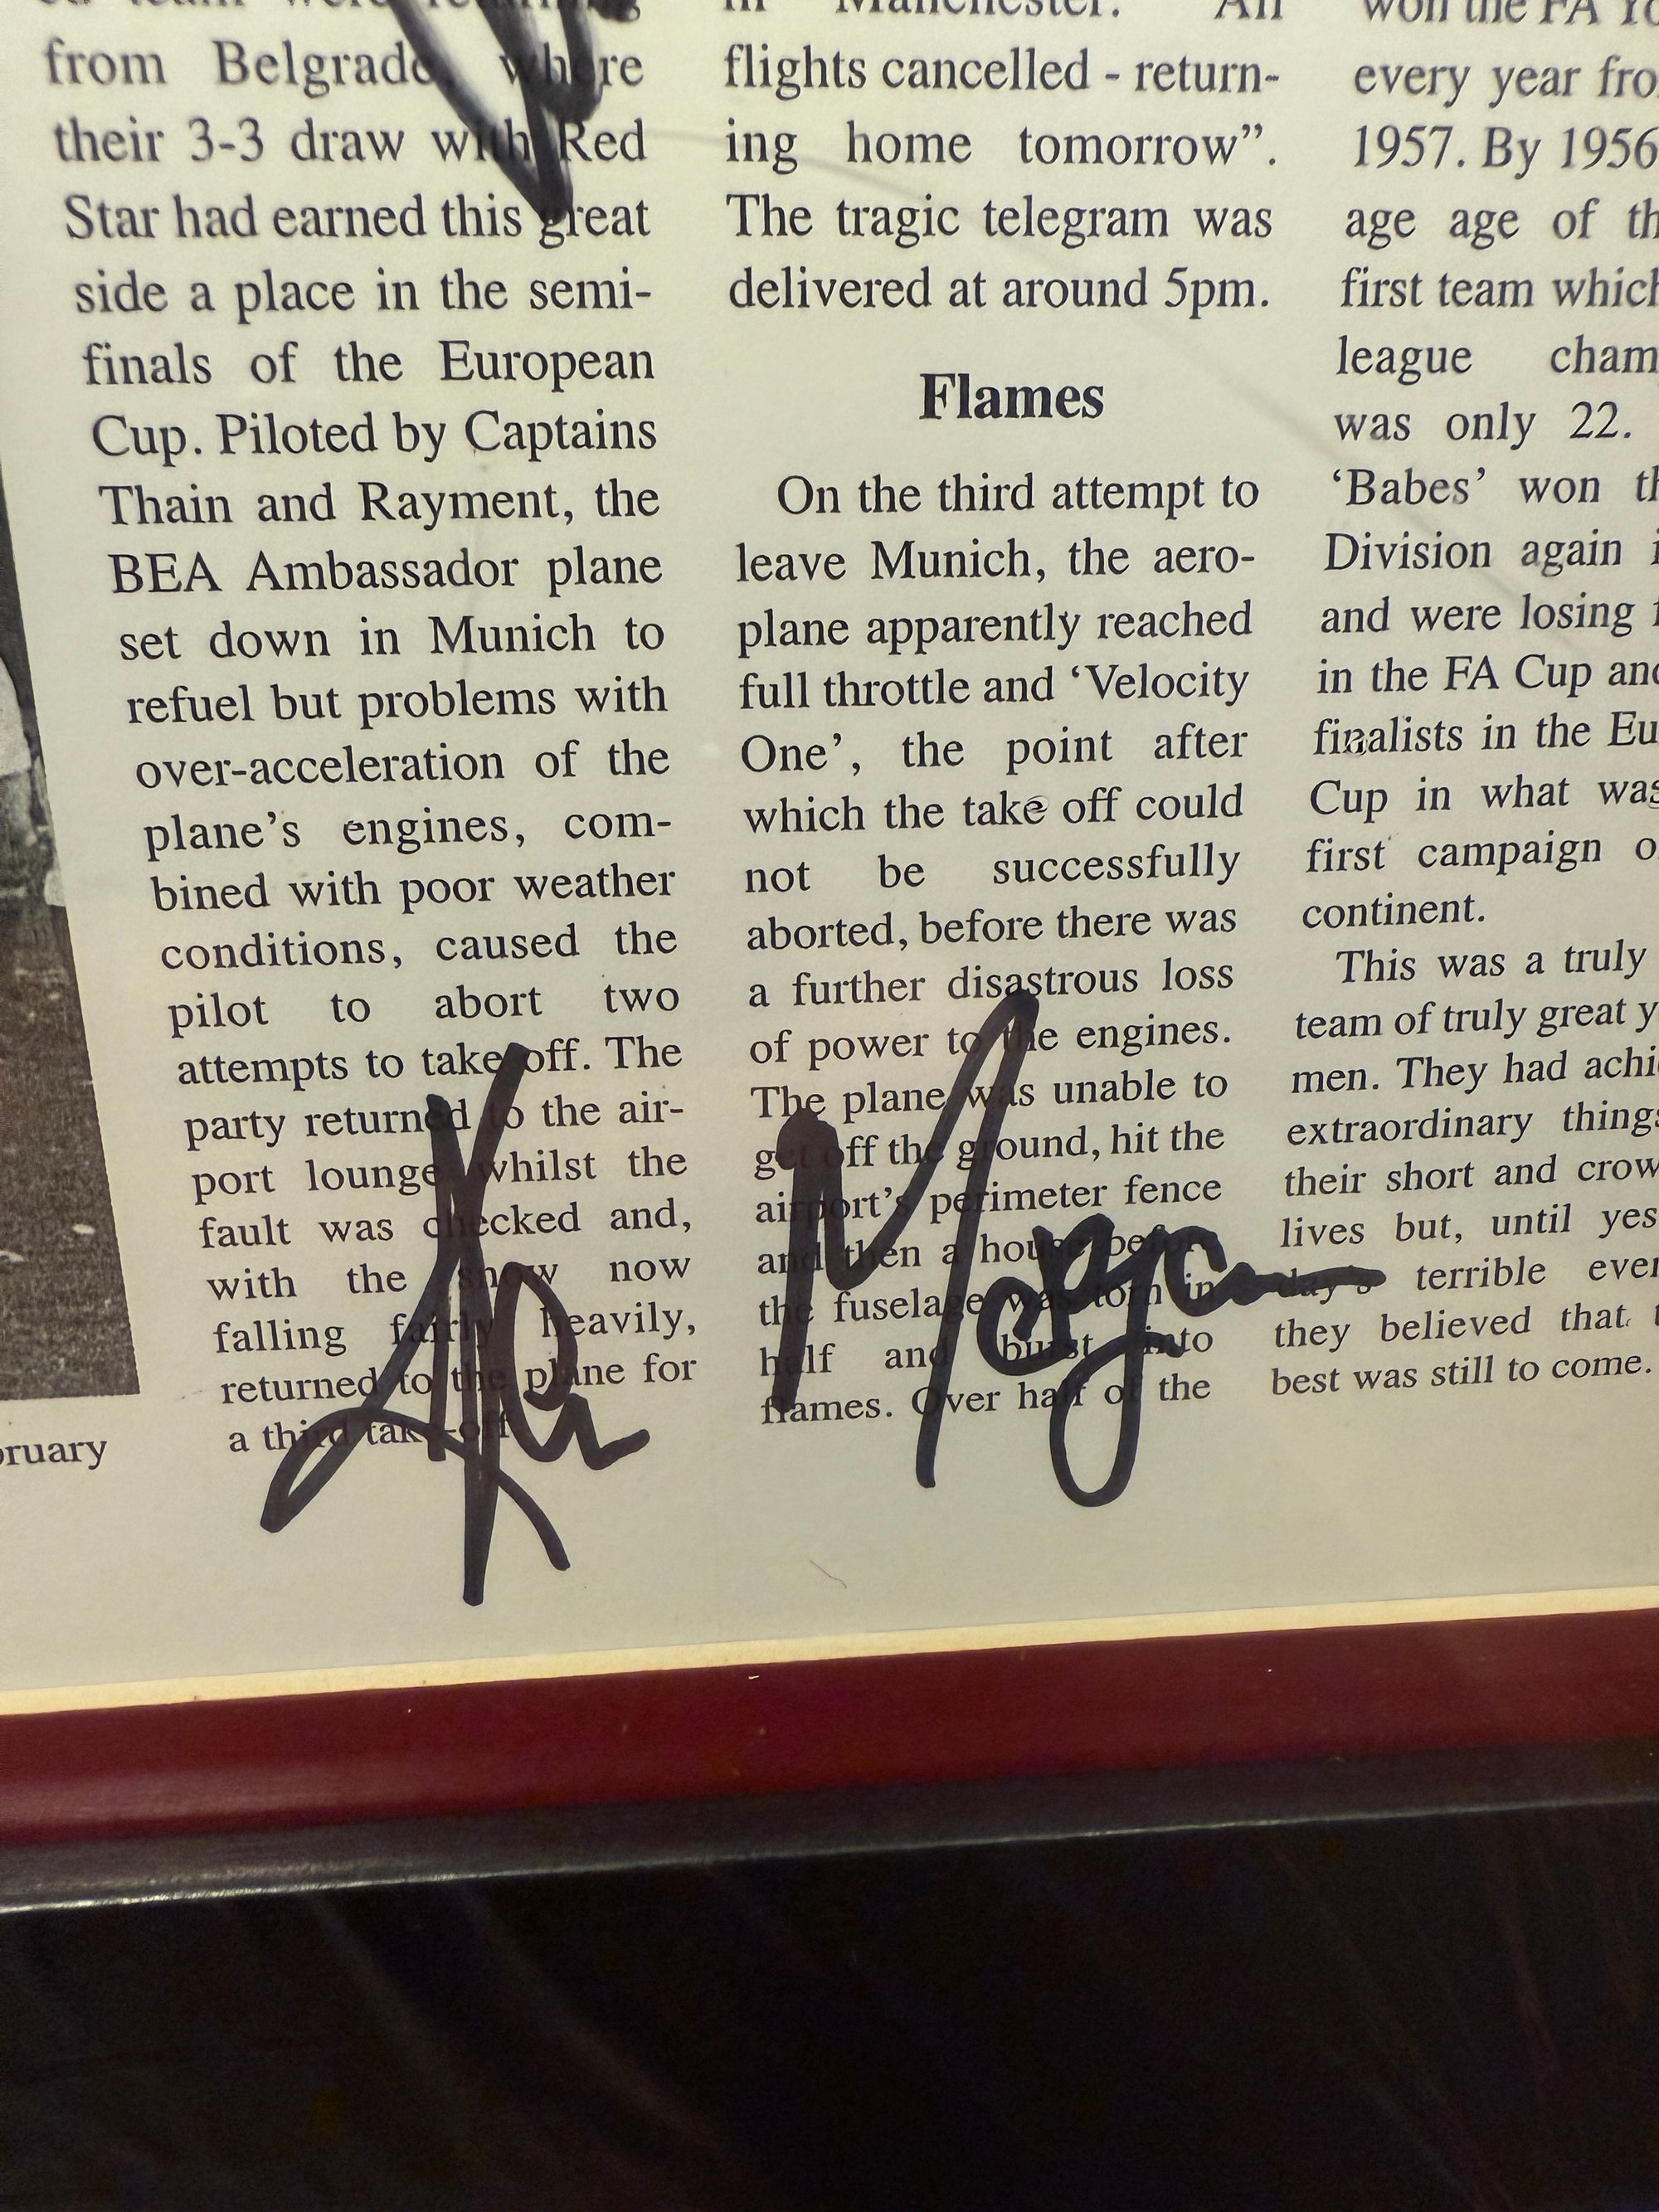 from Belgrade, where
their 3-3 draw with Red
Star had earned this great
side a place in the semi-
finals of the European
Cup. Piloted by Captains
Thain and Rayment, the
BEA Ambassador plane
set down in Munich to
refuel but problems with
over-acceleration of the
plane's engines, com-
bined with poor weather
conditions, caused the
pilot to abort two
attempts to take off. The
party returned to the air-
port lounge whilst the
fault was checked and,
with the snow now
falling fairly heavily,
returned to the plane for
a third take-off
in Manchester. All
flights cancelled - return-
ing home tomorrow”.
The tragic telegram was
delivered at around 5pm.
Flames
On the third attempt to
leave Munich, the aero-
plane apparently reached
full throttle and ‘Velocity
One’, the point after
which the take off could
not be successfully
aborted, before there was
a further disastrous loss
of power to the engines.
The plane was unable to
get off the ground, hit the
airport's perimeter fence
and then a house before
the fuselage was torn in
half and burst into
flames. Over half of the
won the FA Yo
every year fro
1957. By 1956
age age of th
first team which
league cham
was only 22.
‘Babes’ won th
Division again i
and were losing f
in the FA Cup and
finalists in the Eu
Cup in what was
first campaign o
continent.
This was a truly
team of truly great y
men. They had achi
extraordinary things
their short and crow
lives but, until yes
day's terrible even
they believed that t
best was still to come.
bruary